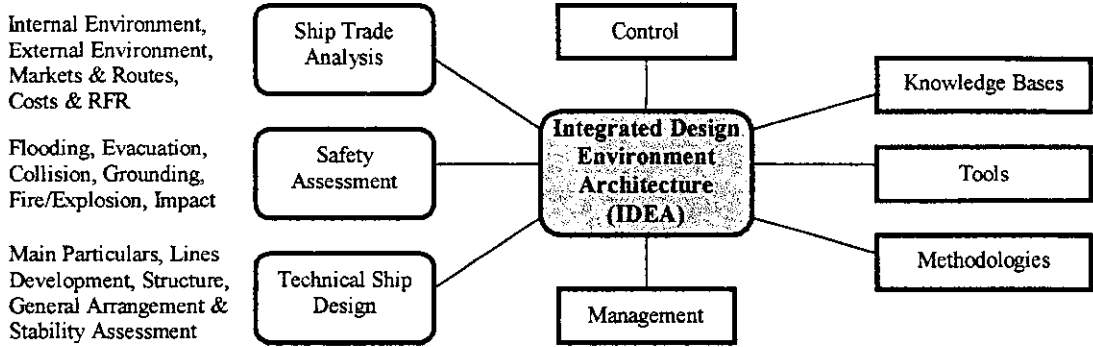 Internal Environment,
External Environment,
Markets & Routes,
Costs & RFR
Ship Trade
Analysis
Control
Knowledge Bases
Flooding, Evacuation,
Collision, Grounding,
Fire/Explosion, Impact
Safety
Assessment
Integrated Design
Environment
Architecture
(IDEA)
Tools
Main Particulars, Lines
Development, Structure,
General Arrangement &
Stability Assessment
Technical Ship
Design
Management
Methodologies